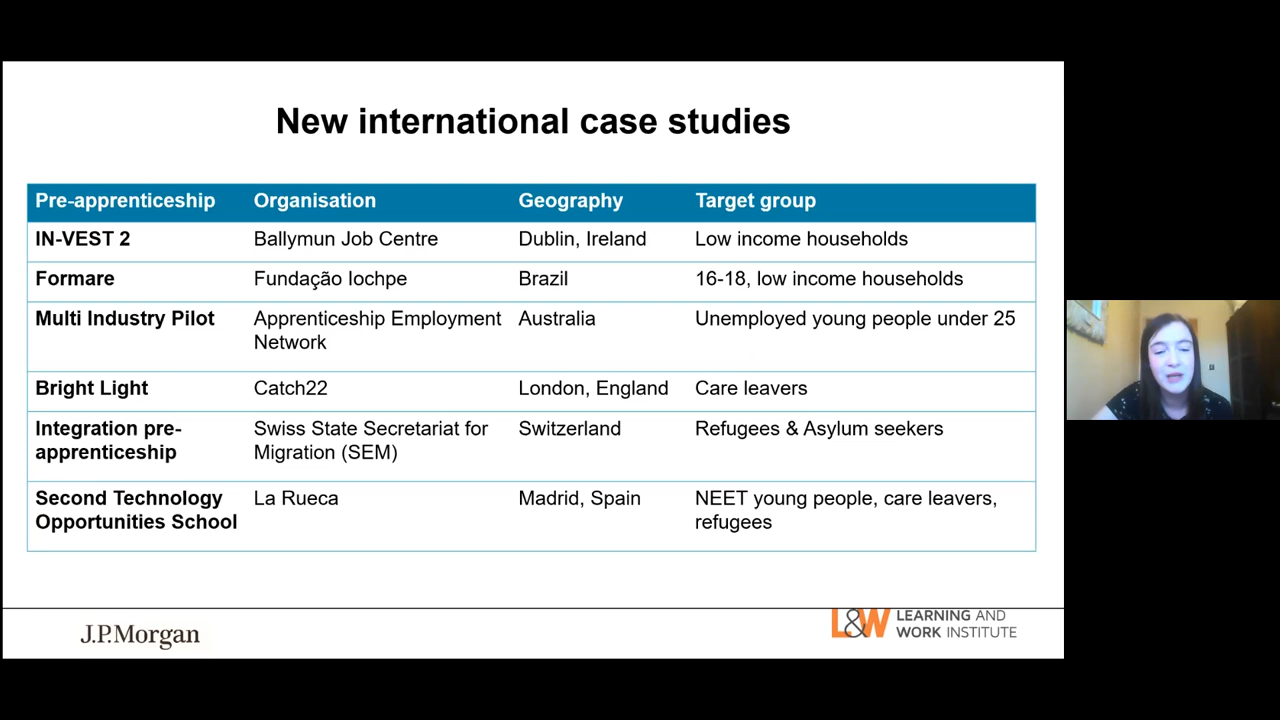 New international case studies
Pre-apprenticeship Organisation Geography Target group
IN-VEST 2 Ballymun Job Centre Dublin, Ireland Low income households
Formare Fundação Iochpe Brazil 16-18, low income households
Multi Industry Pilot Apprenticeship Employment Australia Unemployed young people under 25
Network
Bright Light Catch22 London, England Care leavers
Integration pre- Swiss State Secretariat for Switzerland Refugees & Asylum seekers
apprenticeship Migration (SEM)
Second Technology La Rueca Madrid, Spain NEET young people, care leavers,
Opportunities School refugees
J.P.Morgan
L&W LEARNING AND
WORK INSTITUTE